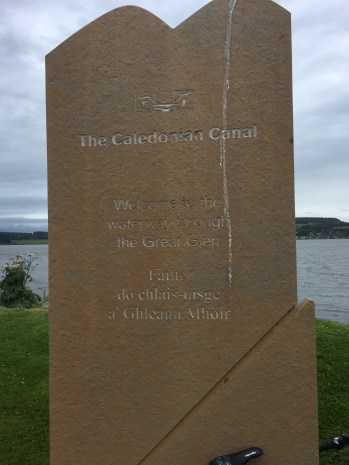 The Caledonian Canal
Welcome to the
waterway through
the Great Glen
Fàilte
do chlais-uisge
a' Ghlinne Mhòir